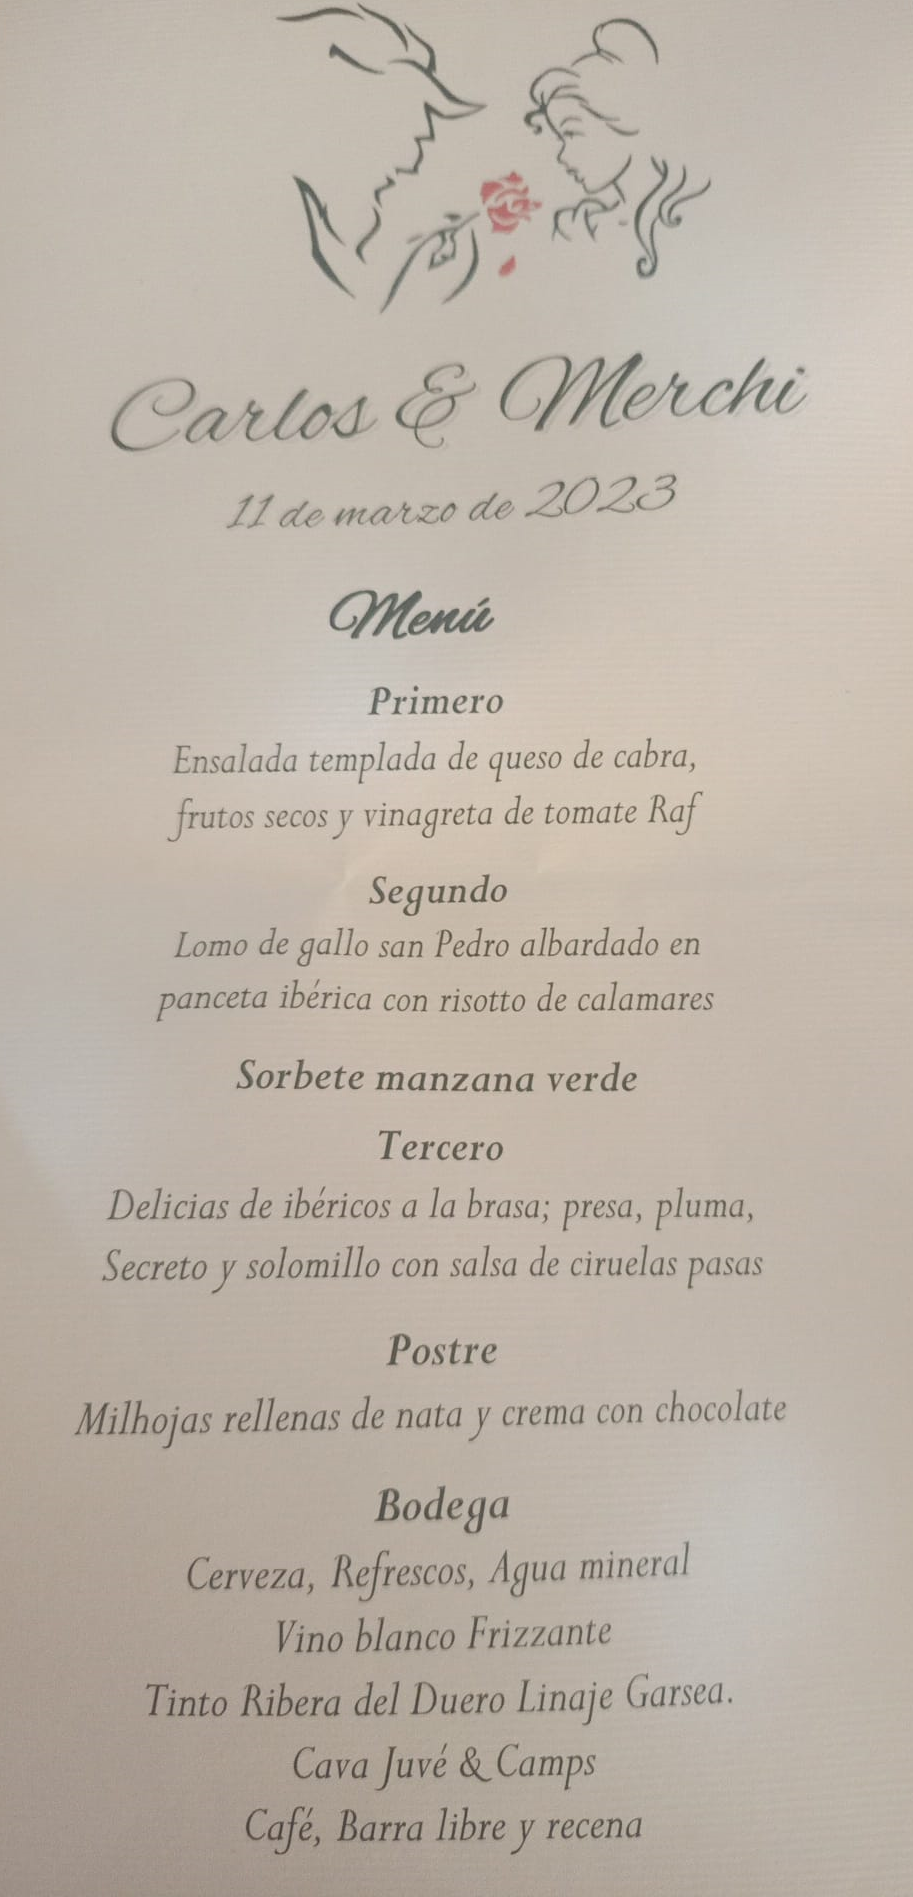 Carlos & Merchi
11 de marzo de 2023
Menú
Primero
Ensalada templada de queso de cabra,
frutos secos y vinagreta de tomate Raf
Segundo
Lomo de gallo san Pedro albardado en
panceta ibérica con risotto de calamares
Sorbete manzana verde
Tercero
Delicias de ibéricos a la brasa; presa, pluma,
Secreto y solomillo con salsa de ciruelas pasas
Postre
Milhojas rellenas de nata y crema con chocolate
Bodega
Cerveza, Refrescos, Agua mineral
Vino blanco Frizzante
Tinto Ribera del Duero Linaje Garsea.
Cava Juvé & Camps
Café, Barra libre y recena